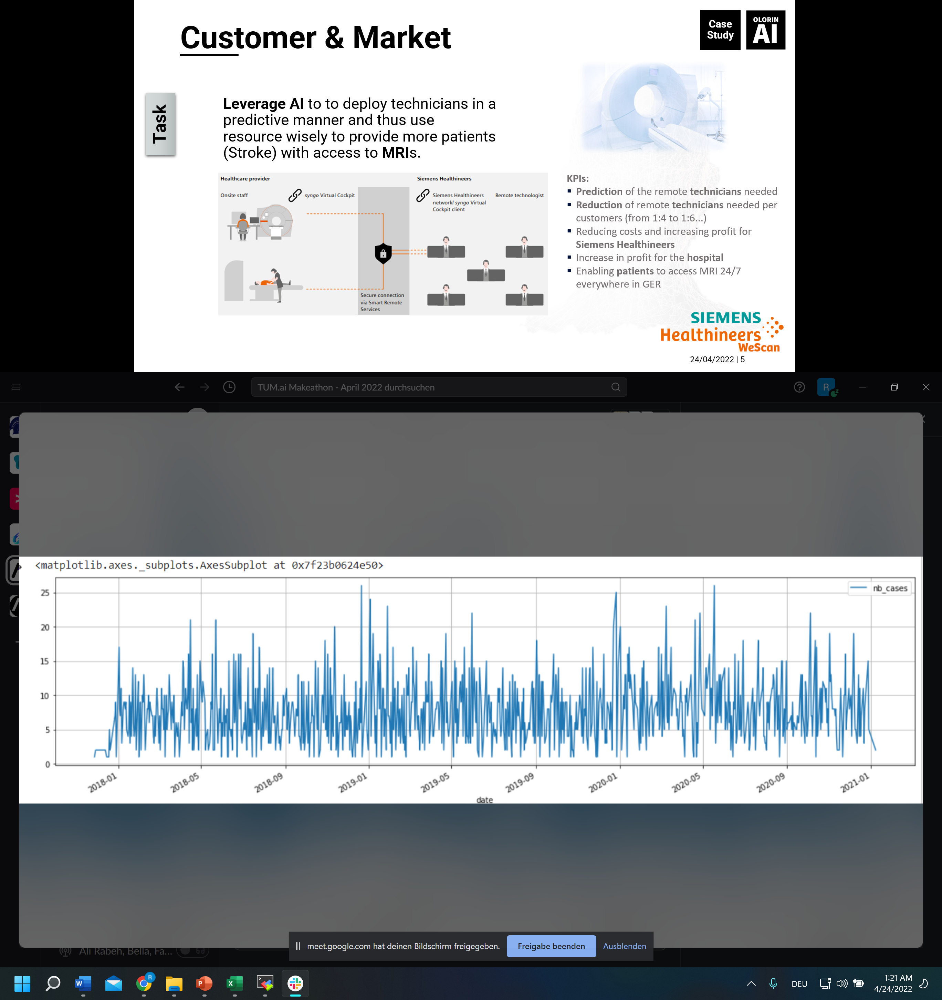 Customer & Market
Case
Study
OLORIN
AI
Task
Leverage AI to to deploy technicians in a
predictive manner and thus use
resource wisely to provide more patients
(Stroke) with access to MRIs.
Healthcare provider
Siemens Healthineers
Onsite staff
syngo Virtual Cockpit
Siemens Healthineers
network/ syngo Virtual
Cockpit client
Remote technologist
Secure connection
via Smart Remote
Services
KPIs:
Prediction of the remote technicians needed
Reduction of remote technicians needed per
customers (from 1:4 to 1:6...)
Reducing costs and increasing profit for
Siemens Healthineers
Increase in profit for the hospital
Enabling patients to access MRI 24/7
everywhere in GER
SIEMENS
Healthineers
WeScan
24/04/2022 | 5
TUM.ai Makeathon - April 2022 durchsuchen
R
<matplotlib.axes._subplots.AxesSubplot at 0x7f23b0624e50>
nb_cases
25
20
15
10
5
0
2018-01
2018-05
2018-09
2019-01
2019-05
2019-09
2020-01
2020-05
2020-09
2021-01
date
Ali Rabeh, Bella, Fa...
meet.google.com hat deinen Bildschirm freigegeben.
Freigabe beenden
Ausblenden
W
R
P
X
DEU
1:21 AM
4/24/2022